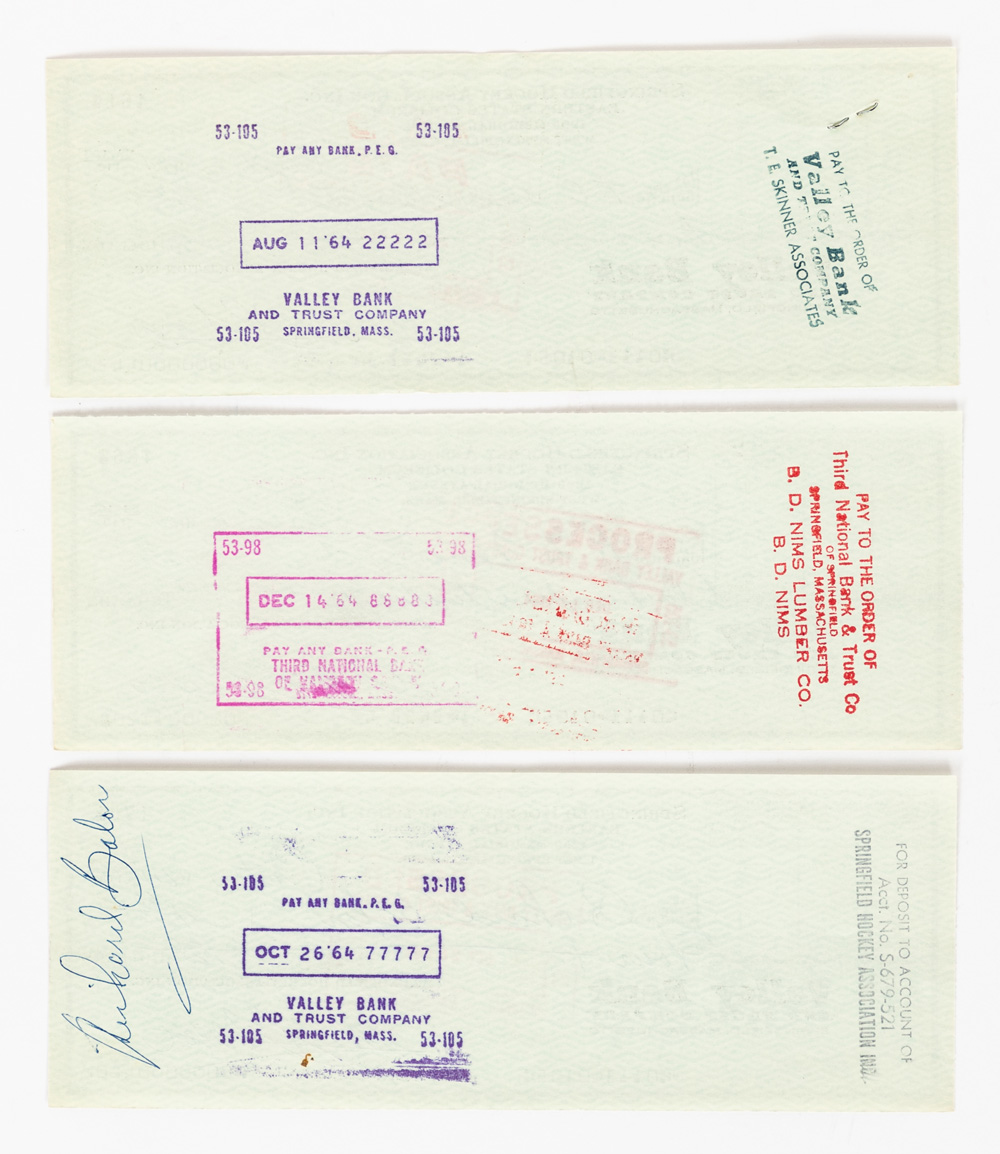 53-105 53-105
PAY ANY BANK, P. E. G.
AUG 11 '64 22222
VALLEY BANK
AND TRUST COMPANY
53-105 SPRINGFIELD, MASS. 53-105
PAY TO THE ORDER OF
Valley Bank
AND COMPANY
T. E. SKINNER ASSOCIATES
53-98 53-98
DEC 14 '64
PAY ANY BANK - P. E. G.
THIRD NATIONAL BANK
OF
53-98
PAY TO THE ORDER OF
Third National Bank & Trust Co
OF SPRINGFIELD
SPRINGFIELD, MASSACHUSETTS
B. D. NIMS LUMBER CO.
B. D. NIMS
Richard
53-105 53-105
PAY ANY BANK, P. E. G.
OCT 26 '64 77777
VALLEY BANK
AND TRUST COMPANY
53-105 SPRINGFIELD, MASS. 53-105
FOR DEPOSIT TO ACCOUNT OF
Acct. No. S-679-521
SPRINGFIELD HOCKEY ASSOCIATION